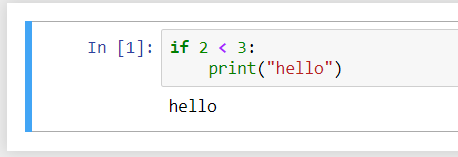 In [1]: if 2 < 3:
    print("hello")
hello